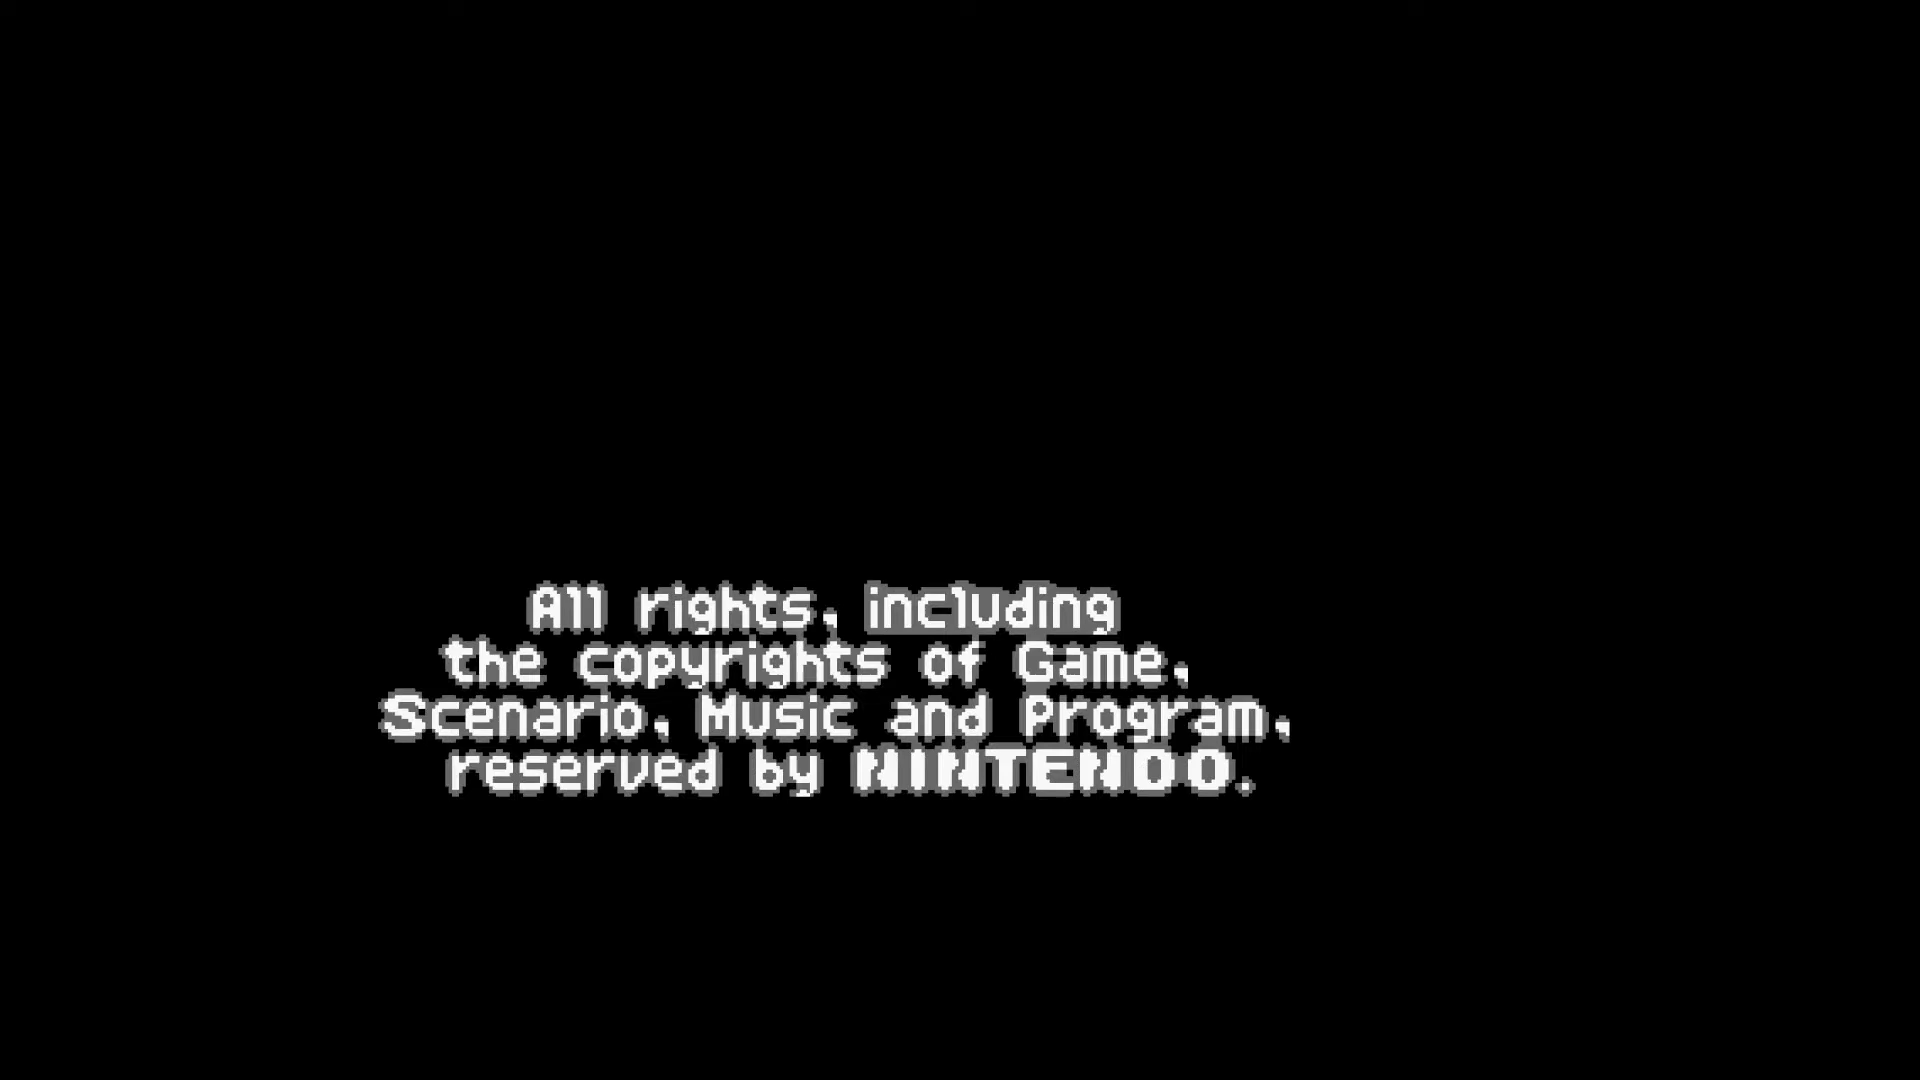 All rights, including
the copyrights of Game,
Scenario, Music and Program,
reserved by NINTENDO.